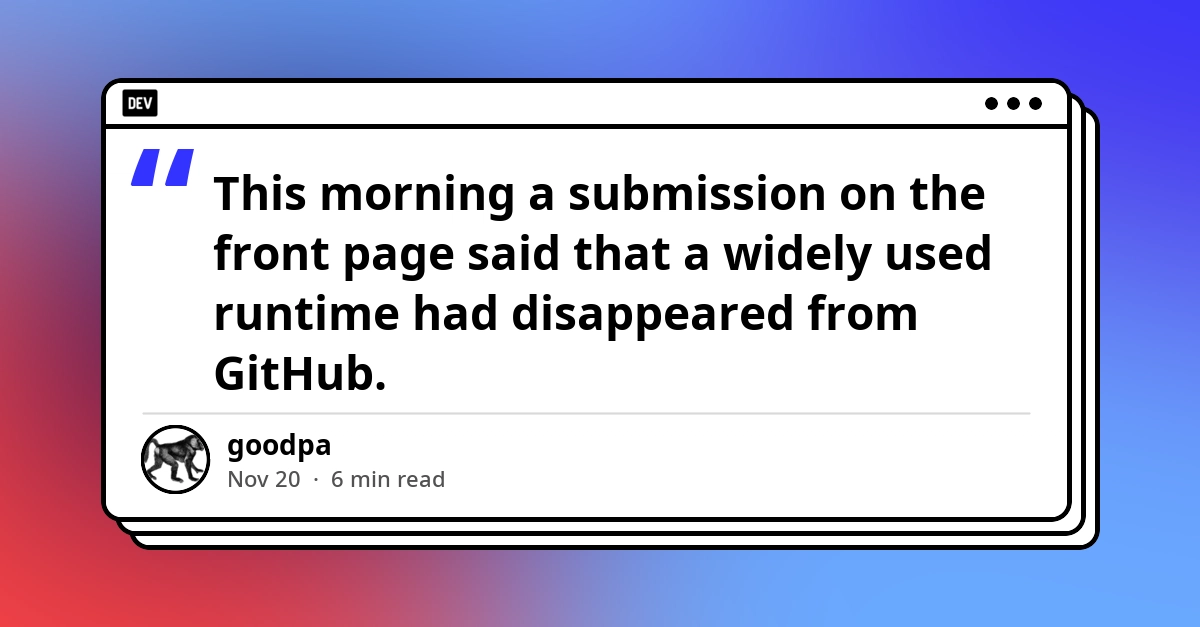 DEV
“
This morning a submission on the
front page said that a widely used
runtime had disappeared from
GitHub.
goodpa
Nov 20 · 6 min read